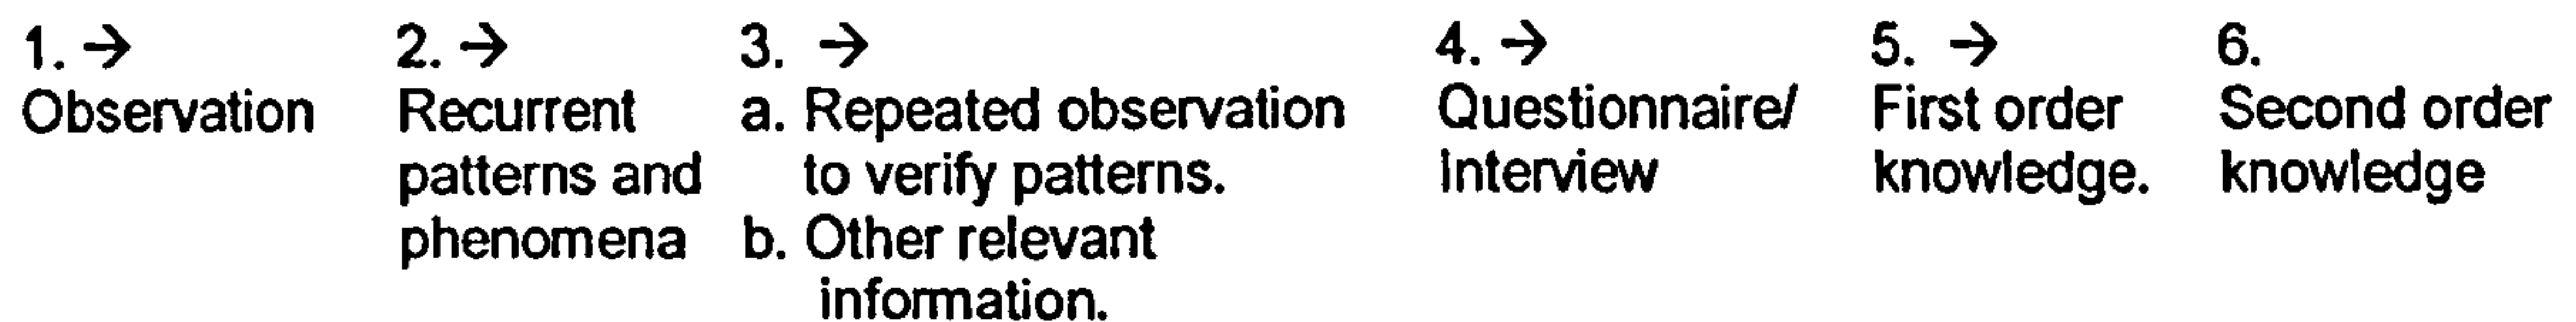 1. →
Observation
2. →
Recurrent
patterns and
phenomena
3. →
a. Repeated observation
to verify patterns.
b. Other relevant
information.
4. →
Questionnaire/
Interview
5. →
First order
knowledge.
6.
Second order
knowledge